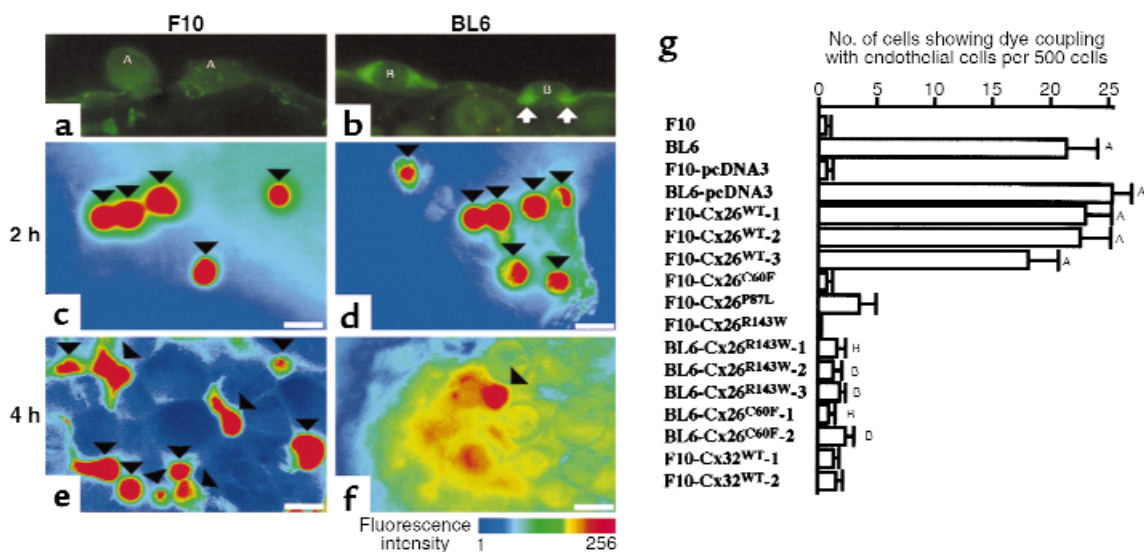 F10
BL6
A
A
B
B
a
b
2 h
c
d
4 h
e
f
Fluorescence
intensity
1
256
g
No. of cells showing dye coupling
with endothelial cells per 500 cells
0 5 10 15 20 25
F10
BL6 A
F10-pcDNA3
BL6-pcDNA3 A
F10-Cx26WT-1 A
F10-Cx26WT-2 A
F10-Cx26WT-3 A
F10-Cx26C60F
F10-Cx26P87L
F10-Cx26R143W
BL6-Cx26R143W-1 B
BL6-Cx26R143W-2 B
BL6-Cx26R143W-3 B
BL6-Cx26C60F-1 B
BL6-Cx26C60F-2 B
F10-Cx32WT-1
F10-Cx32WT-2